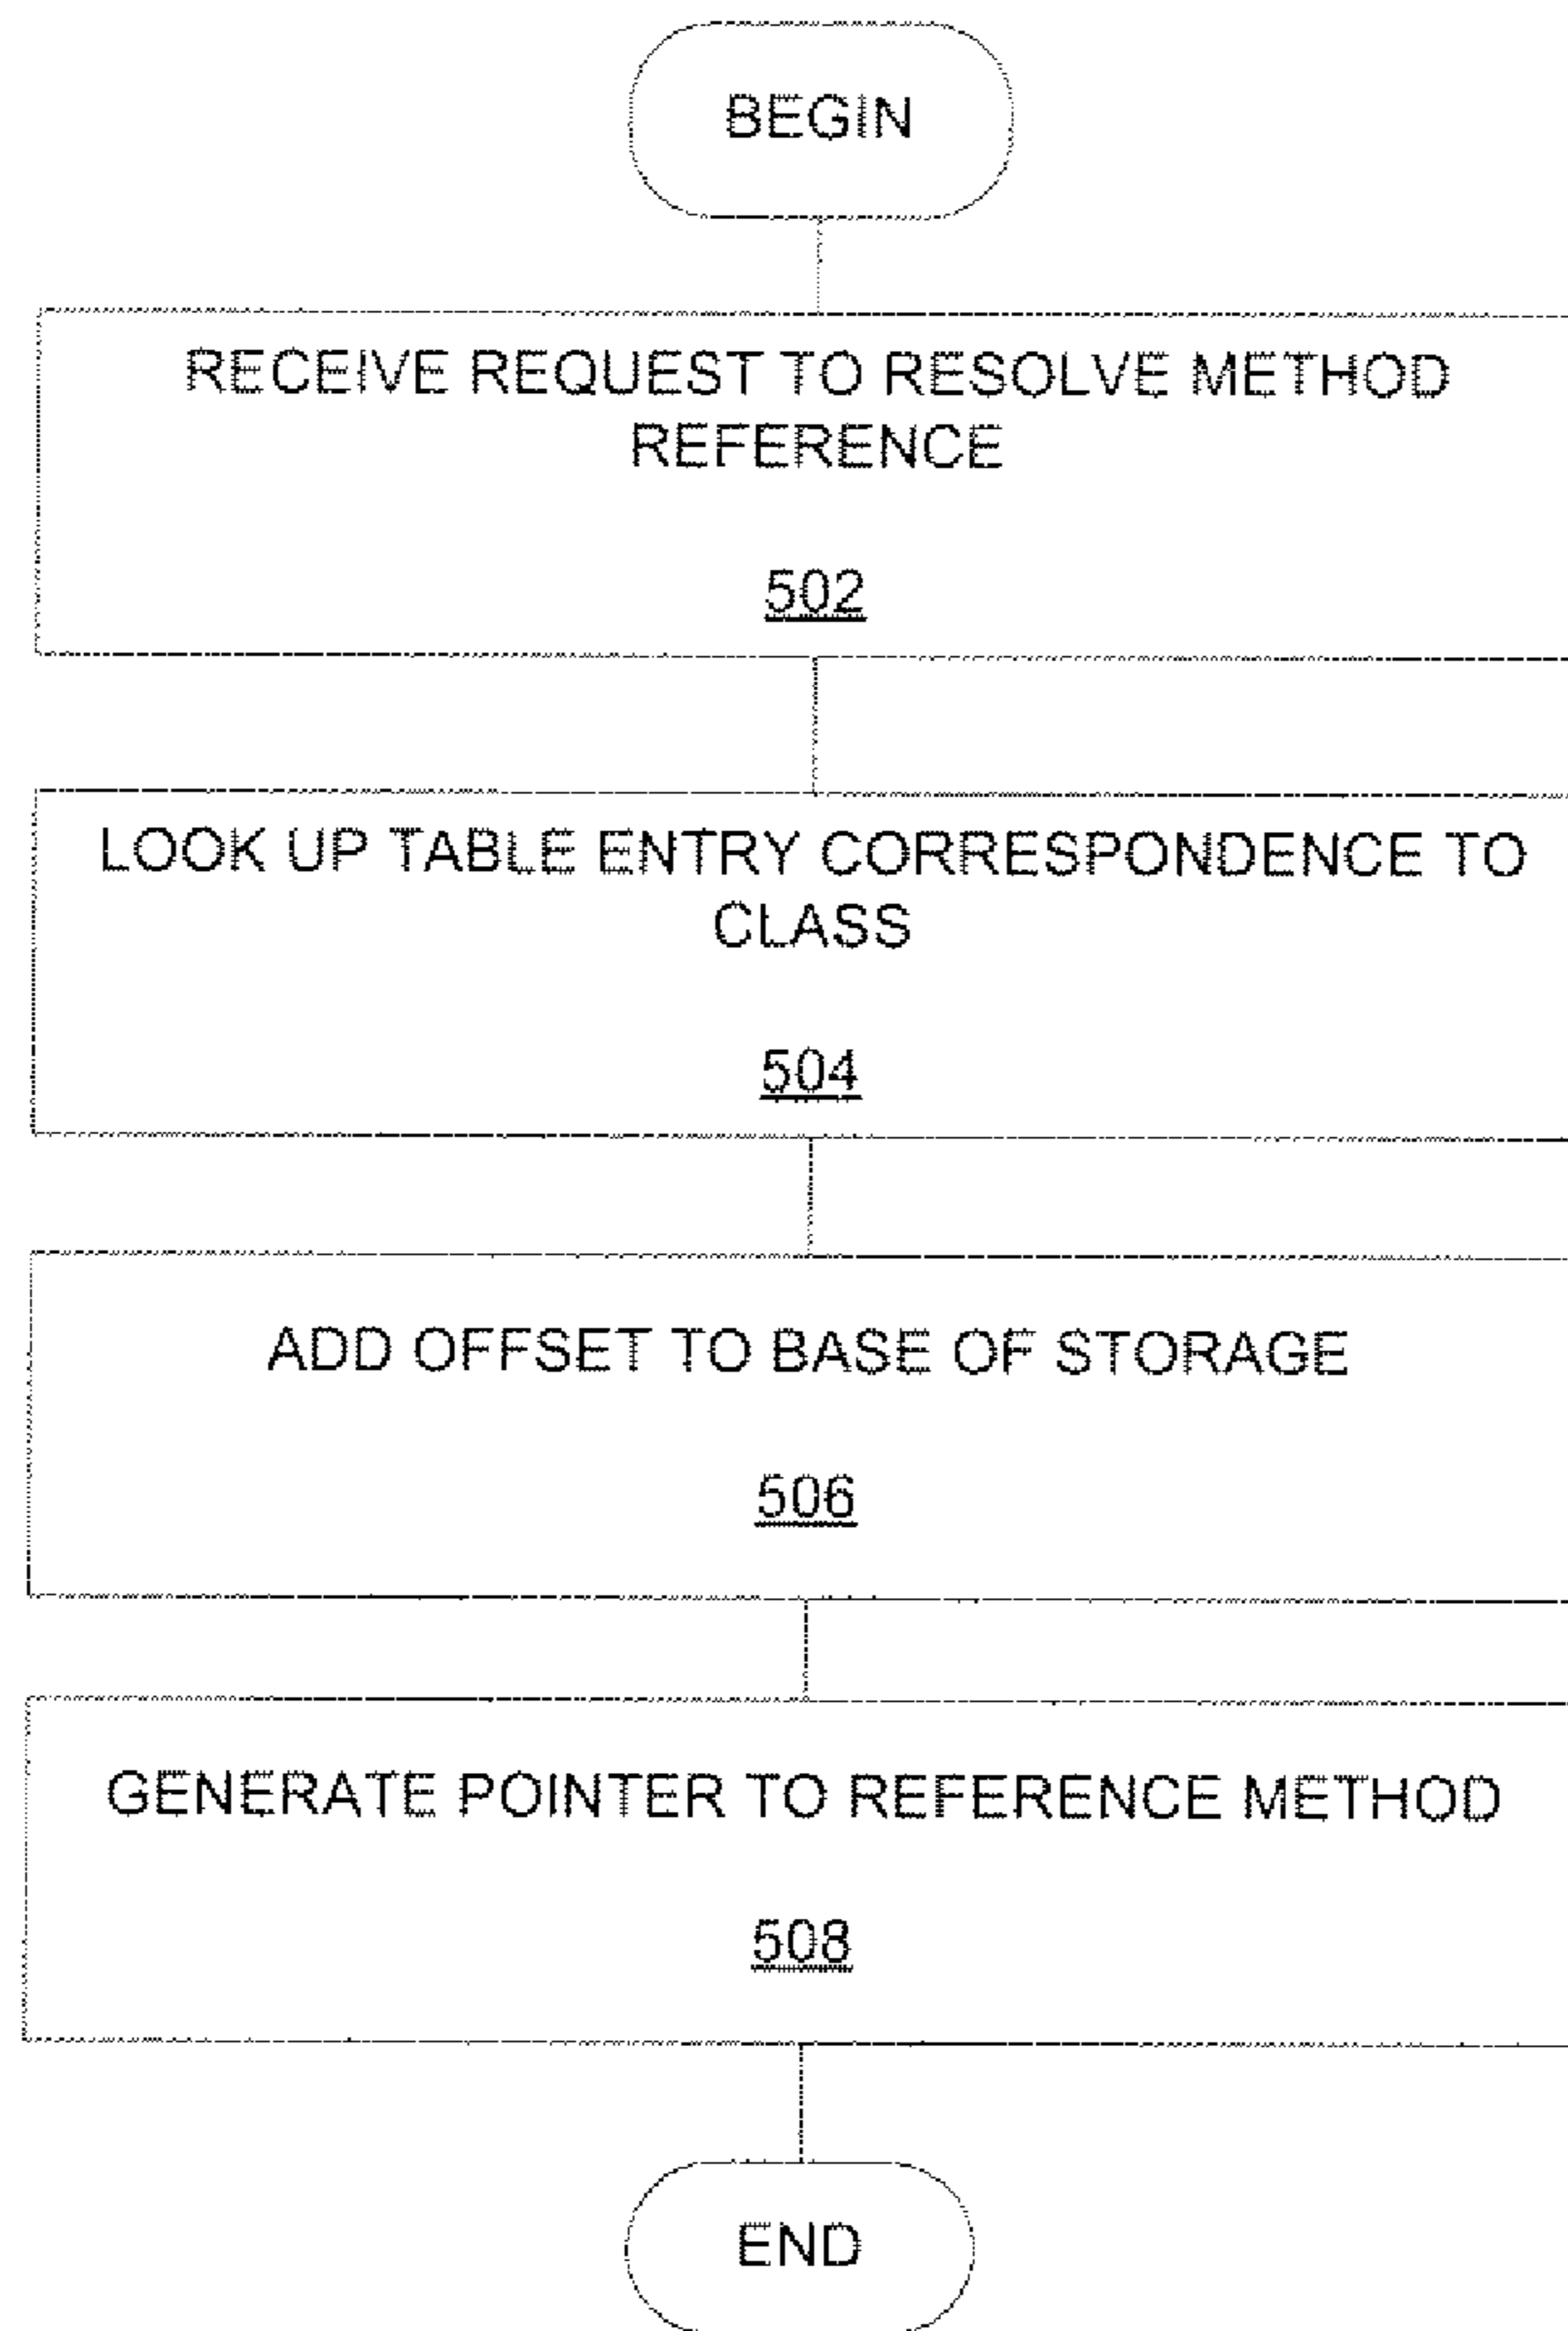 BEGIN
RECEIVE REQUEST TO RESOLVE METHOD
REFERENCE
502
LOOK UP TABLE ENTRY CORRESPONDENCE TO
CLASS
504
ADD OFFSET TO BASE OF STORAGE
506
GENERATE POINTER TO REFERENCE METHOD
508
END